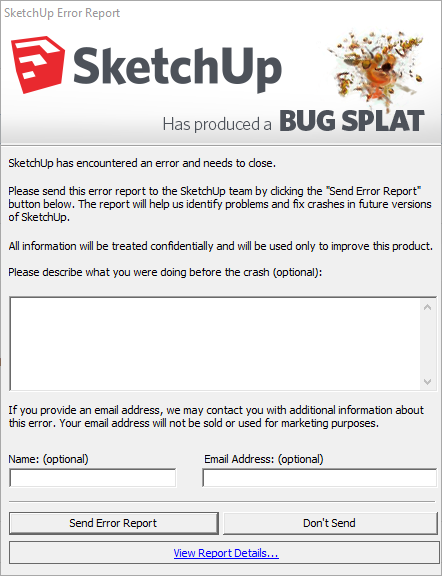 SketchUp Error Report
SketchUp
Has produced a BUG SPLAT
SketchUp has encountered an error and needs to close.
Please send this error report to the SketchUp team by clicking the "Send Error Report"
button below. The report will help us identify problems and fix crashes in future versions
of SketchUp.
All information will be treated confidentially and will be used only to improve this product.
Please describe what you were doing before the crash (optional):
If you provide an email address, we may contact you with additional information about
this error. Your email address will not be sold or used for marketing purposes.
Name: (optional) Email Address: (optional)
Send Error Report Don't Send
View Report Details...